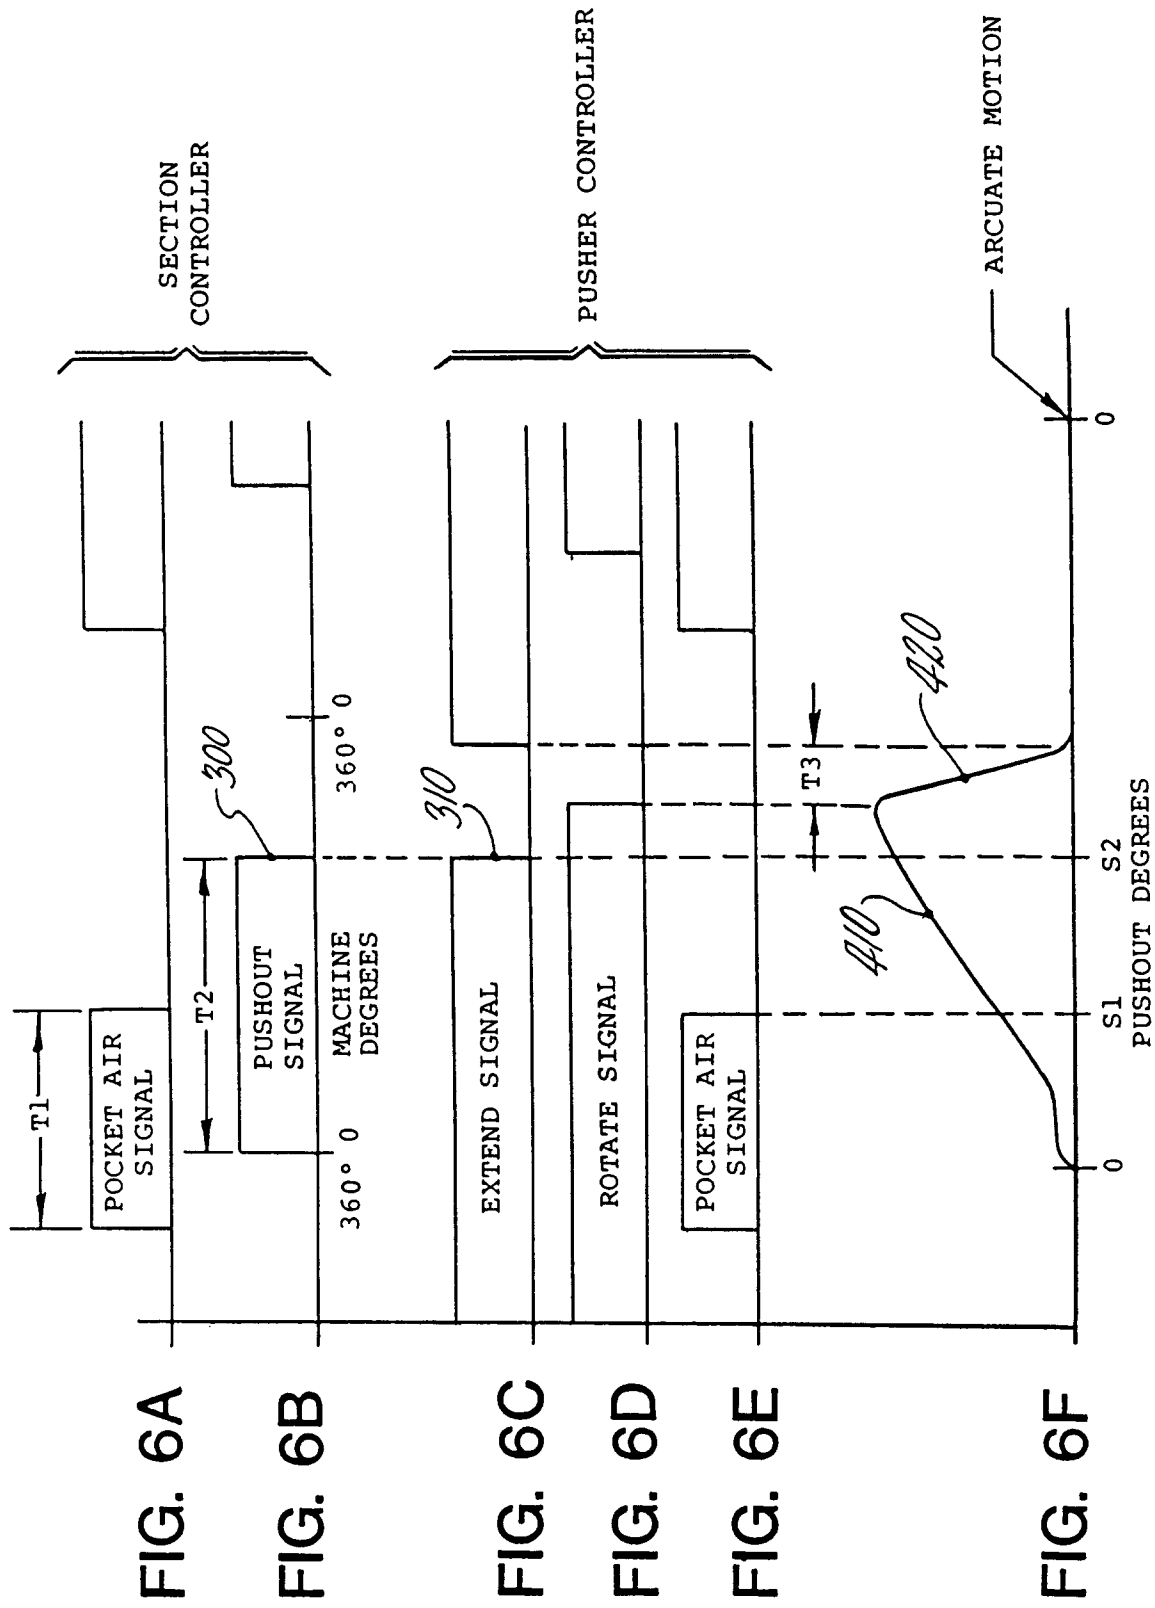 FIG. 6A
T1
POCKET AIR
SIGNAL
SECTION
CONTROLLER
FIG. 6B
T2
PUSHOUT
SIGNAL
300
360° 0
MACHINE
DEGREES
360° 0
FIG. 6C
EXTEND SIGNAL
310
PUSHER CONTROLLER
FIG. 6D
ROTATE SIGNAL
FIG. 6E
POCKET AIR
SIGNAL
T3
FIG. 6F
410
420
ARCUATE MOTION
0
S1
S2
0
PUSHOUT DEGREES